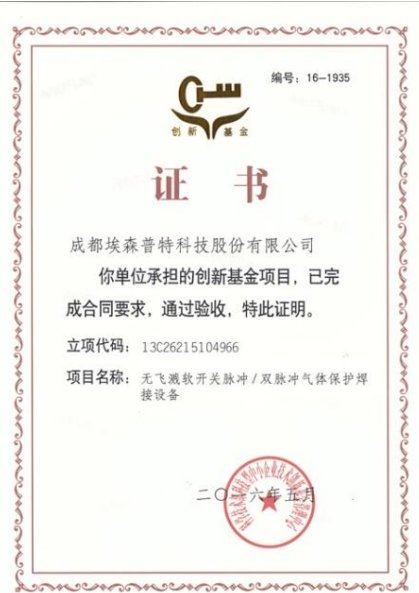 编号：16-1935
创新 基金
证 书
成都埃森普特科技股份有限公司
你单位承担的创新基金项目，已完
成合同要求，通过验收，特此证明。
立项代码：13C26215104966
项目名称：无飞溅软开关脉冲/双脉冲气体保护焊
接设备
二〇一六年五月